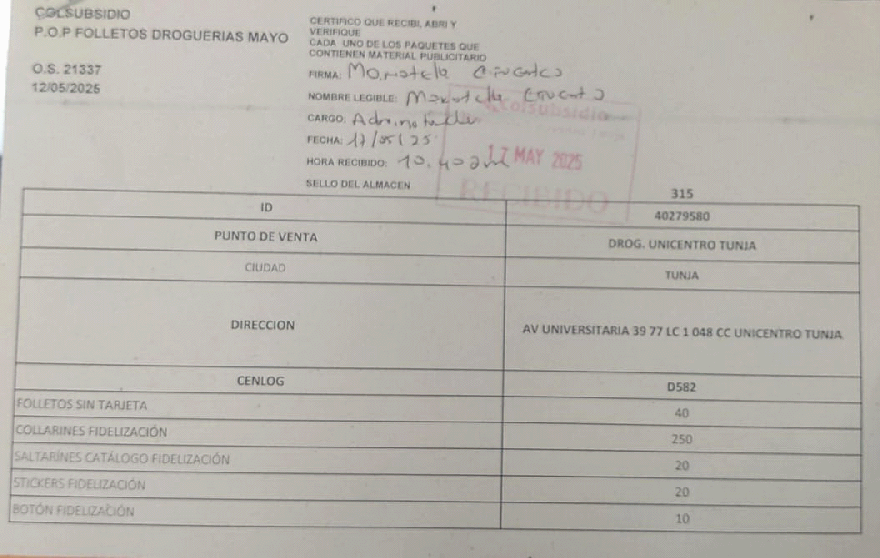 COLSUBSIDIO
P.O.P FOLLETOS DROGUERIAS MAYO
O.S. 21337
12/05/2025
CERTIFICO QUE RECIBI, ABRI Y
VERIFIQUE
CADA UNO DE LOS PAQUETES QUE
CONTIENEN MATERIAL PUBLICITARIO
FIRMA:
NOMBRE LEGIBLE:
CARGO:
FECHA: 17/05/25
HORA RECIBIDO: 10:40
SELLO DEL ALMACEN
Colsubsidio
17 MAY 2025
RECIBIDO
315
ID 40279580
PUNTO DE VENTA DROG. UNICENTRO TUNJA
CIUDAD TUNJA
DIRECCION AV UNIVERSITARIA 39 77 LC 1 048 CC UNICENTRO TUNJA
CENLOG D582
FOLLETOS SIN TARJETA 40
COLLARINES FIDELIZACIÓN 250
SALTARÍNES CATÁLOGO FIDELIZACIÓN 20
STICKERS FIDELIZACIÓN 20
BOTÓN FIDELIZACIÓN 10